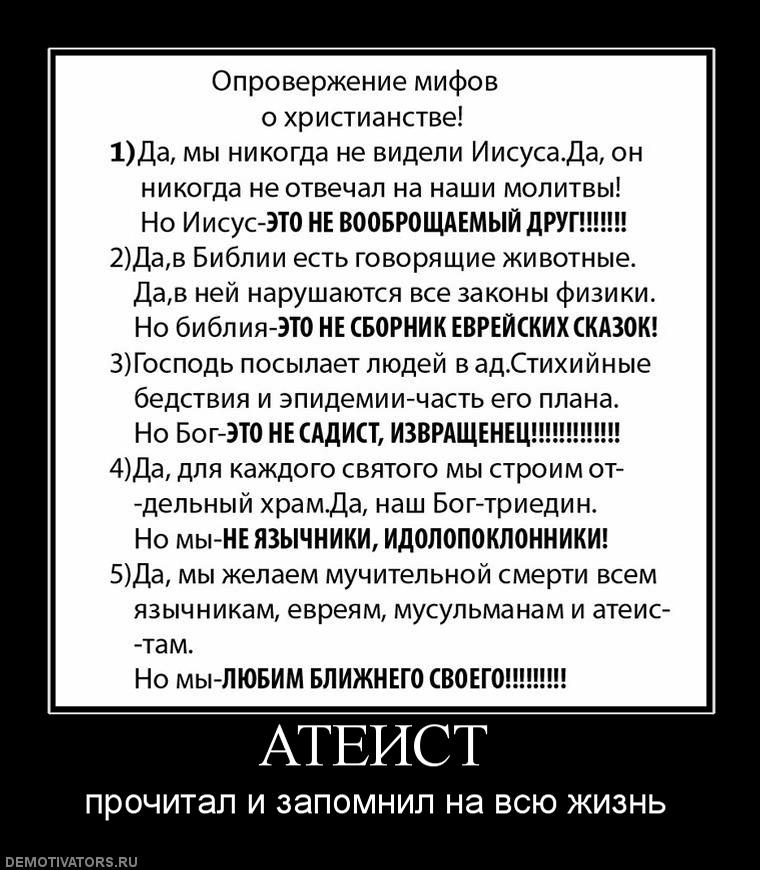 Опровержение мифов
о христианстве!
1)Да, мы никогда не видели Иисуса.Да, он
никогда не отвечал на наши молитвы!
Но Иисус-ЭТО НЕ ВООБРОЩАЕМЫЙ ДРУГ!!!!!!!
2)Да,в Библии есть говорящие животные.
Да,в ней нарушаются все законы физики.
Но библия-ЭТО НЕ СБОРНИК ЕВРЕЙСКИХ СКАЗОК!
3)Господь посылает людей в ад.Стихийные
бедствия и эпидемии-часть его плана.
Но Бог-ЭТО НЕ САДИСТ, ИЗВРАЩЕНЕЦ!!!!!!!!!!!!!
4)Да, для каждого святого мы строим от-
-дельный храм.Да, наш Бог-триедин.
Но мы-НЕ ЯЗЫЧНИКИ, ИДОЛОПОКЛОННИКИ!
5)Да, мы желаем мучительной смерти всем
язычникам, евреям, мусульманам и атеис-
-там.
Но мы-ЛЮБИМ БЛИЖНЕГО СВОЕГО!!!!!!!!!
АТЕИСТ
прочитал и запомнил на всю жизнь
DEMOTIVATORS.RU